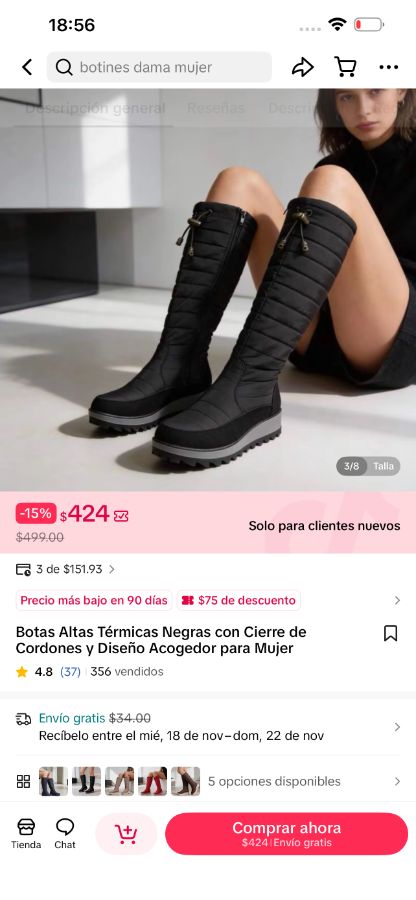 18:56
botines dama mujer
Descripción general Reseñas Descri
3/8 Talla
-15% $424
$499.00
Solo para clientes nuevos
3 de $151.93
Precio más bajo en 90 días $75 de descuento
Botas Altas Térmicas Negras con Cierre de
Cordones y Diseño Acogedor para Mujer
4.8 (37) 356 vendidos
Envío gratis $34.00
Recíbelo entre el mié, 18 de nov–dom, 22 de nov
5 opciones disponibles
Tienda Chat
Comprar ahora
$424 Envío gratis